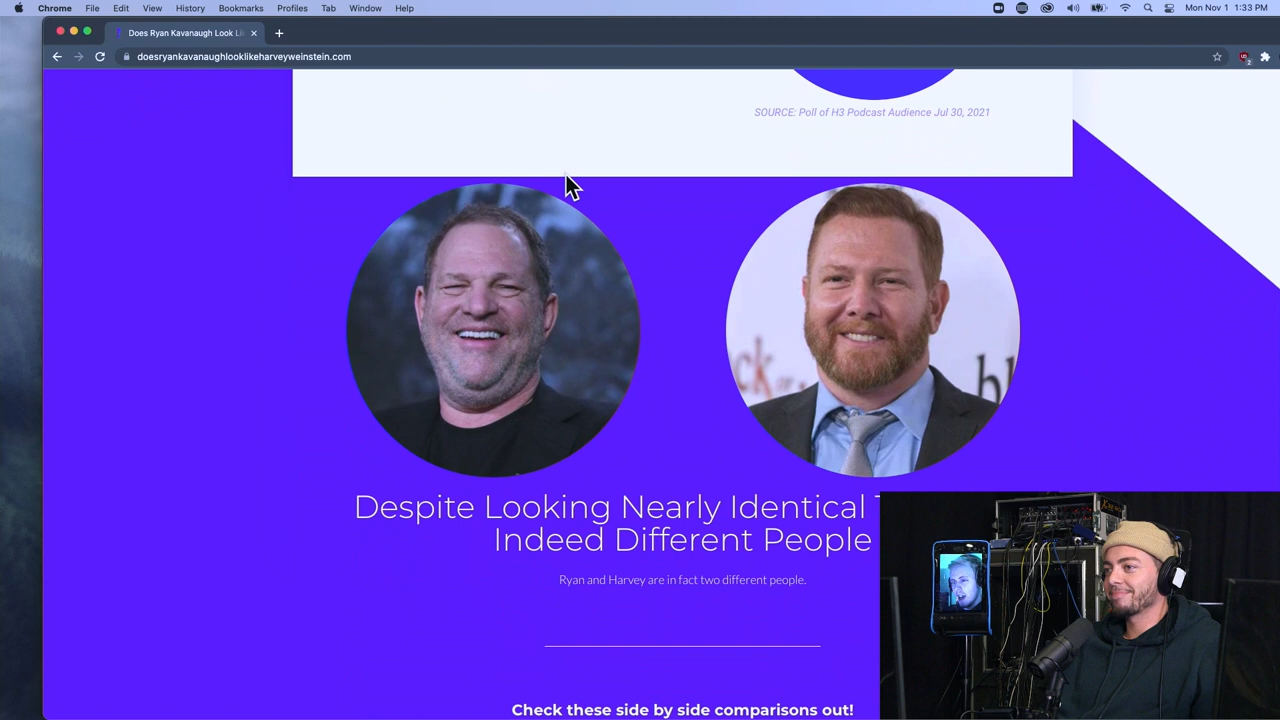 Chrome File Edit View History Bookmarks Profiles Tab Window Help Mon Nov 1 1:33 PM
Does Ryan Kavanaugh Look Li
doesryankavanaughlooklikeharveyweinstein.com
SOURCE: Poll of H3 Podcast Audience Jul 30, 2021
Despite Looking Nearly Identical
Indeed Different People
Ryan and Harvey are in fact two different people.
Check these side by side comparisons out!